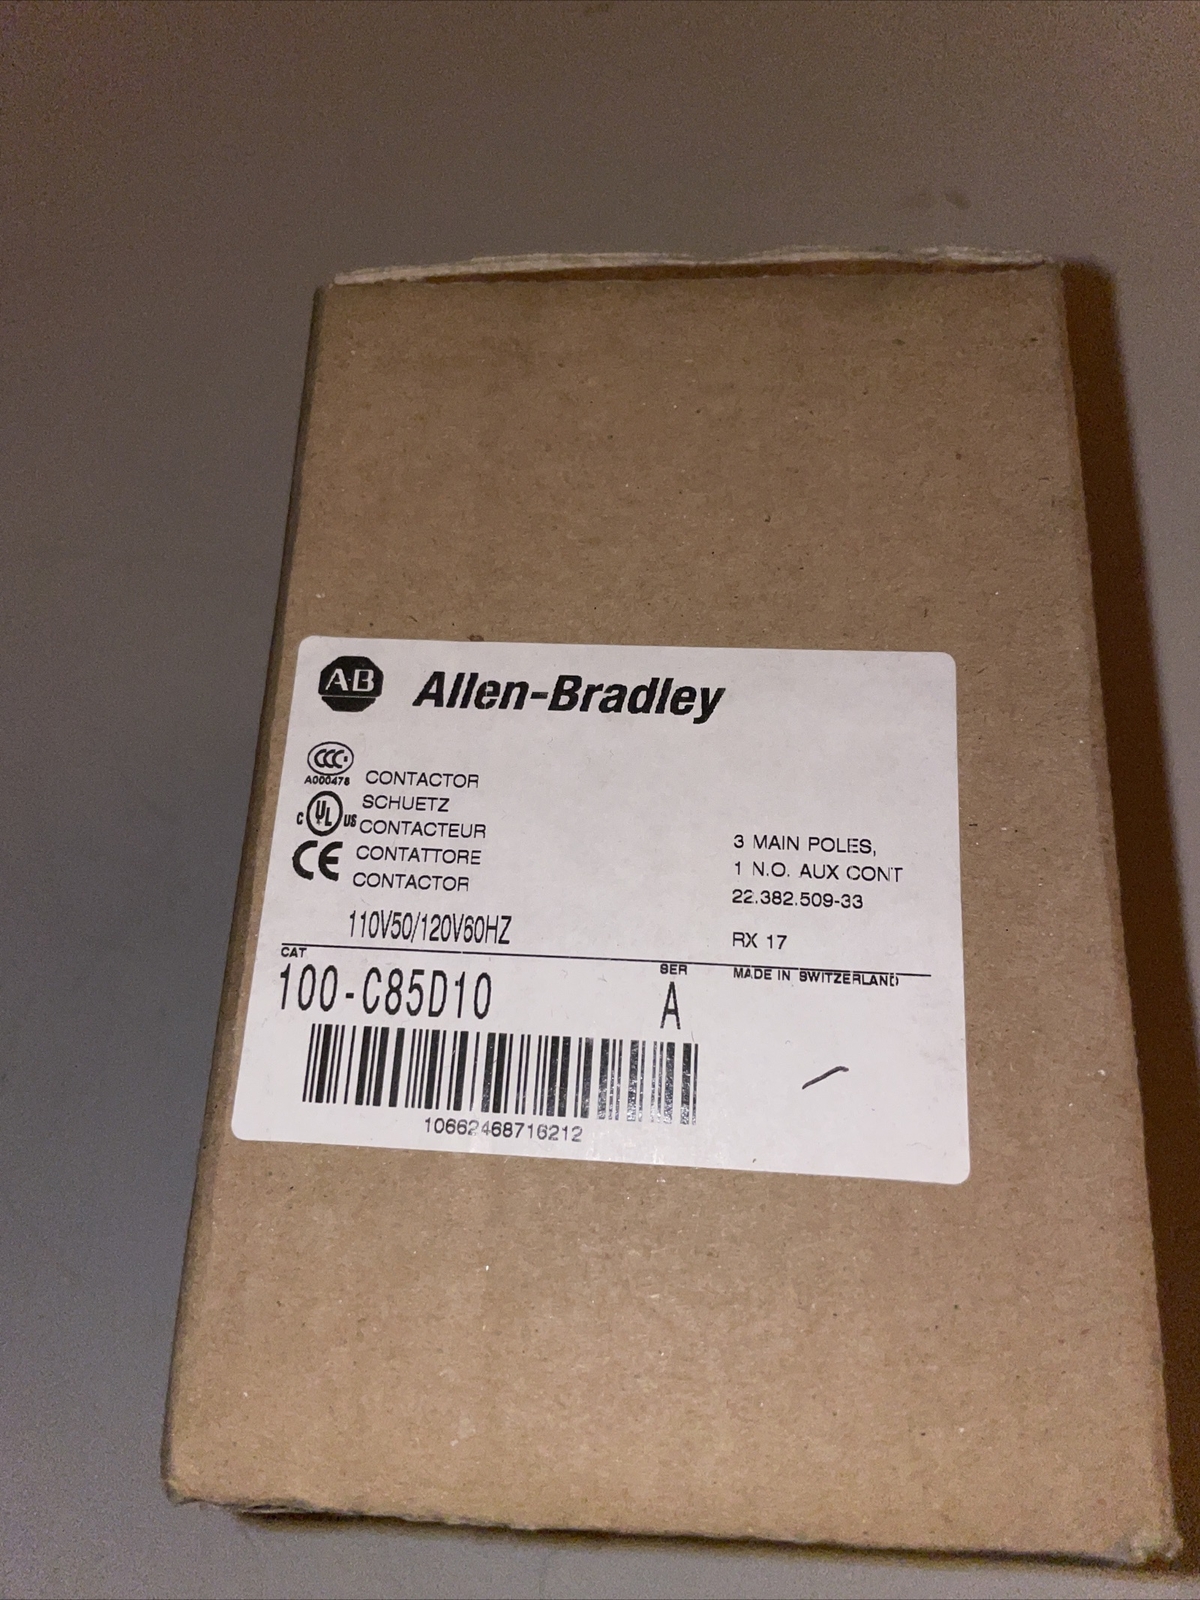 AB Allen-Bradley
CCC
A000478
CONTACTOR
SCHUETZ
c UL US
CONTACTEUR
CE
CONTATTORE
CONTACTOR
3 MAIN POLES,
1 N.O. AUX CONT
22.382.509-33
110V50/120V60HZ
RX 17
CAT
100-C85D10
SER
A
MADE IN SWITZERLAND
10662468716212